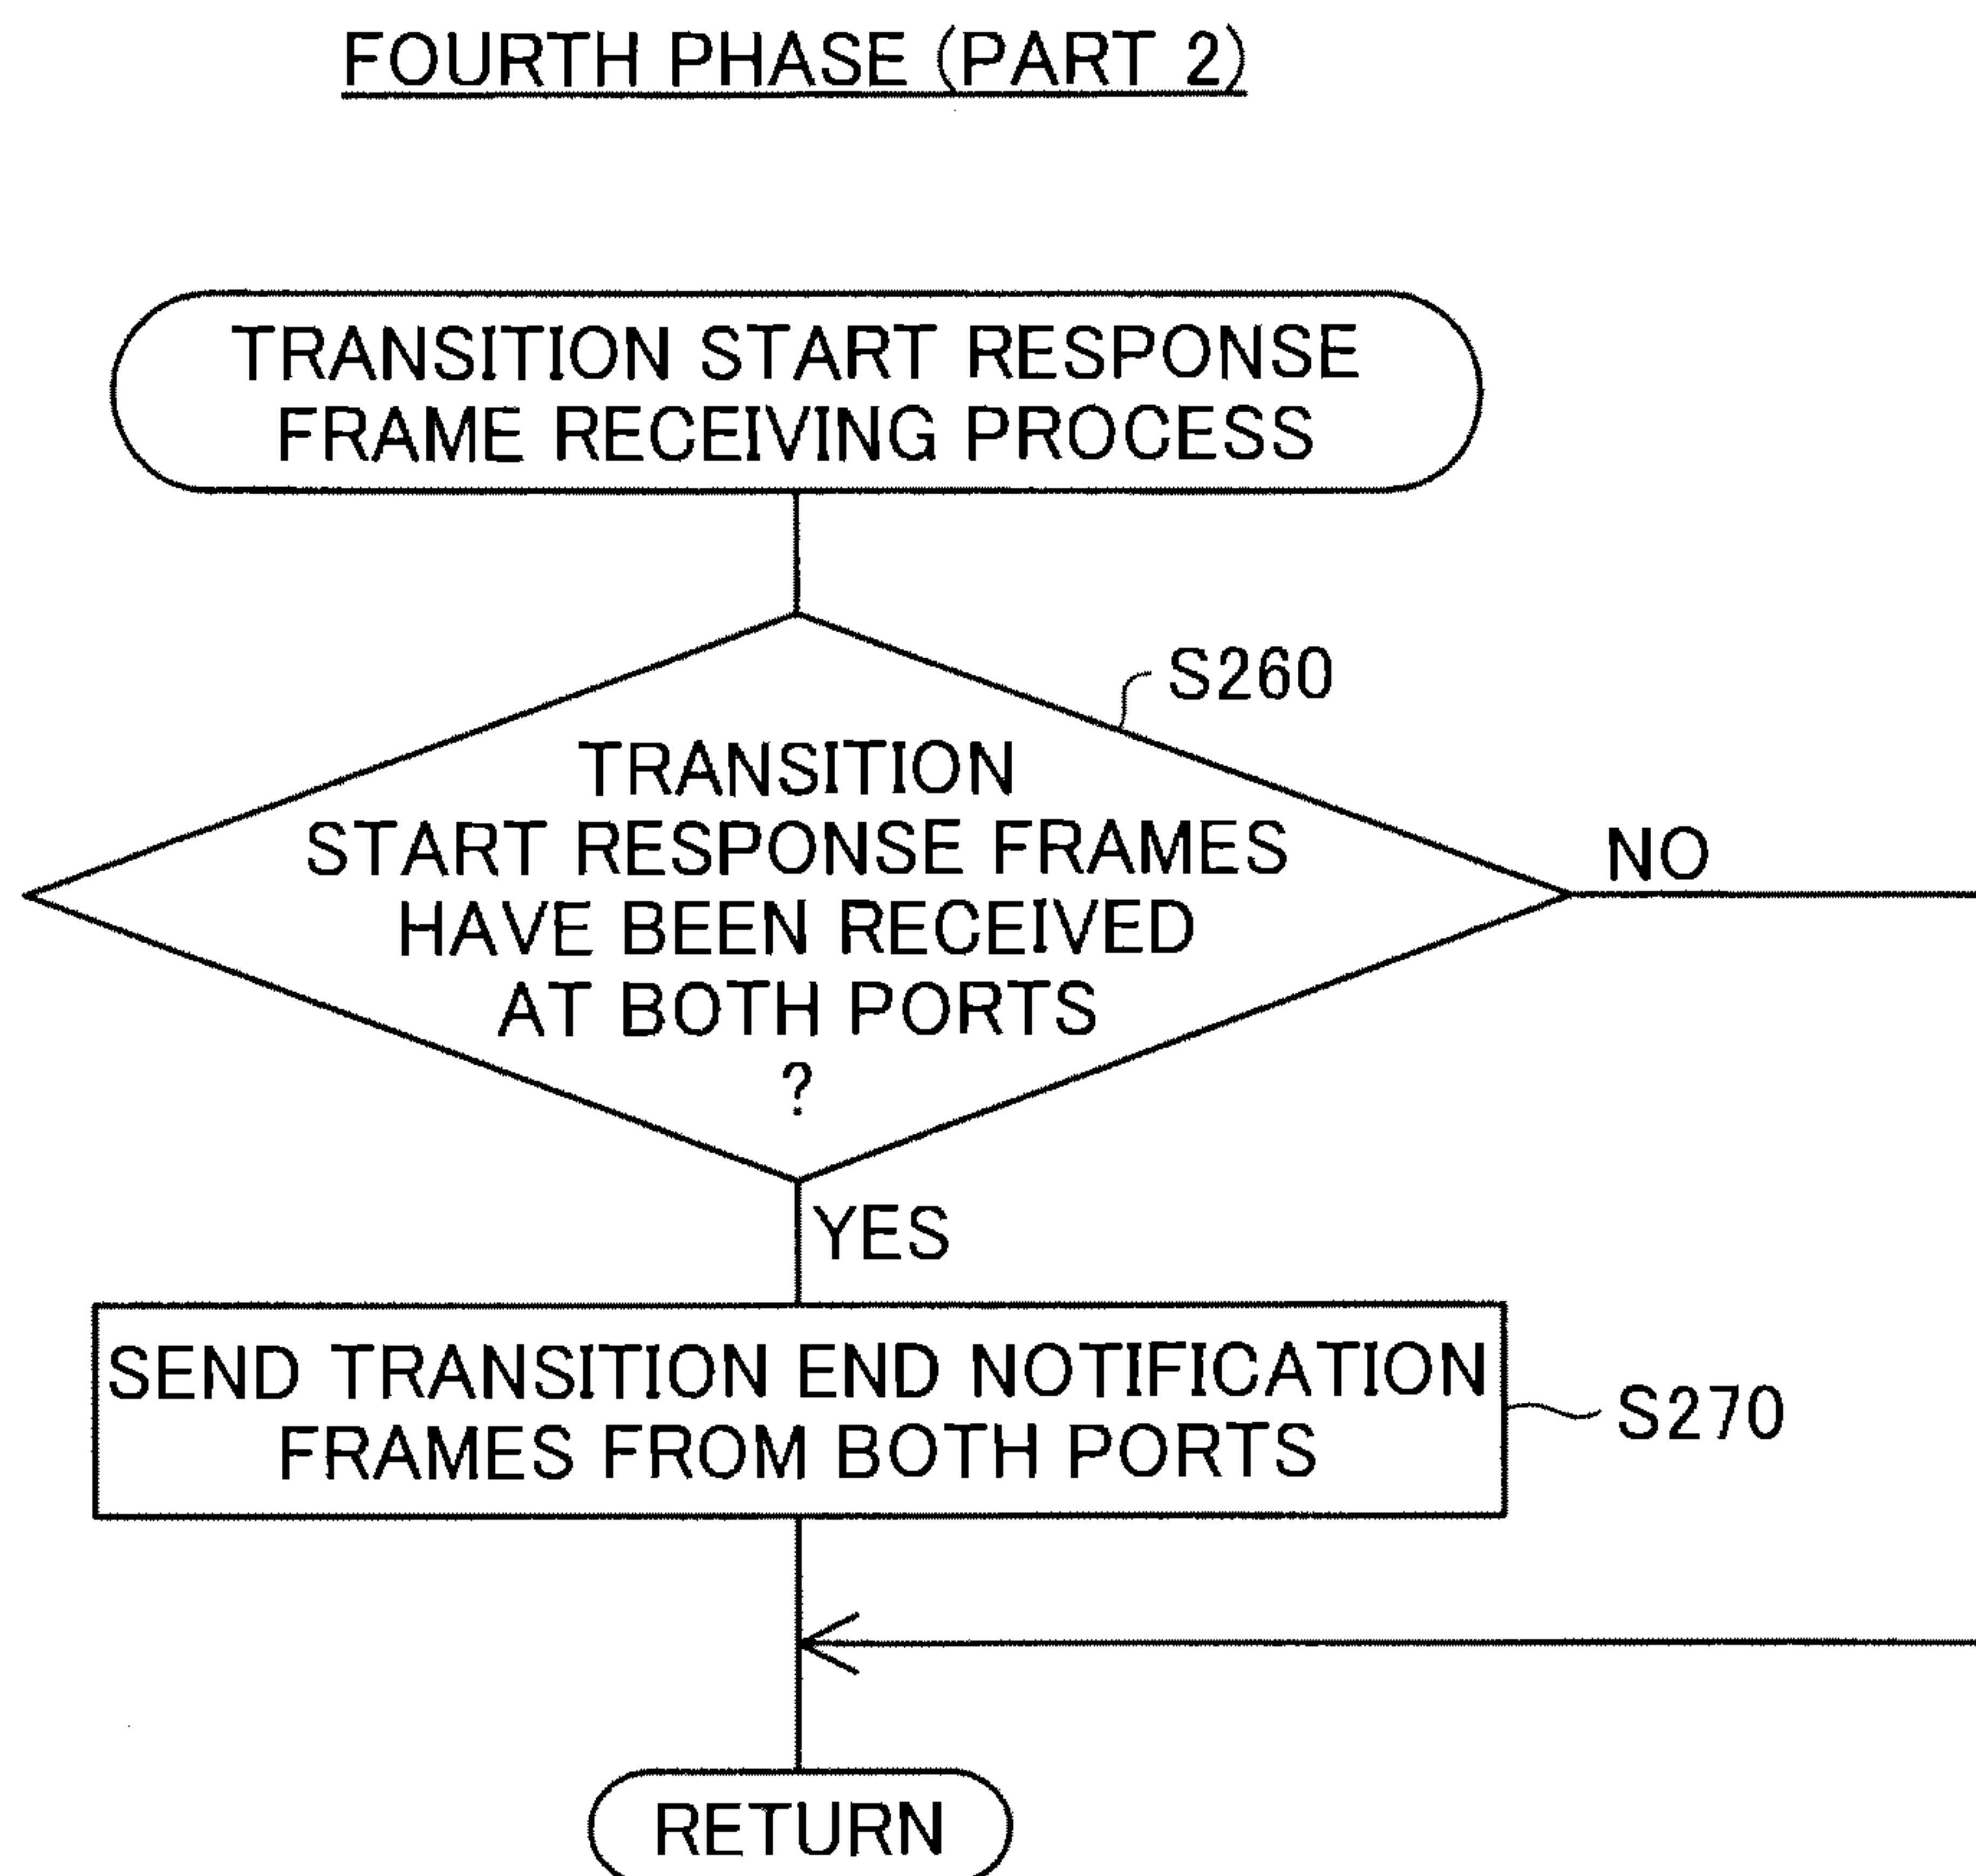 FOURTH PHASE (PART 2)
TRANSITION START RESPONSE
FRAME RECEIVING PROCESS
S260
TRANSITION
START RESPONSE FRAMES
HAVE BEEN RECEIVED
AT BOTH PORTS
?
NO
YES
SEND TRANSITION END NOTIFICATION
FRAMES FROM BOTH PORTS
S270
RETURN